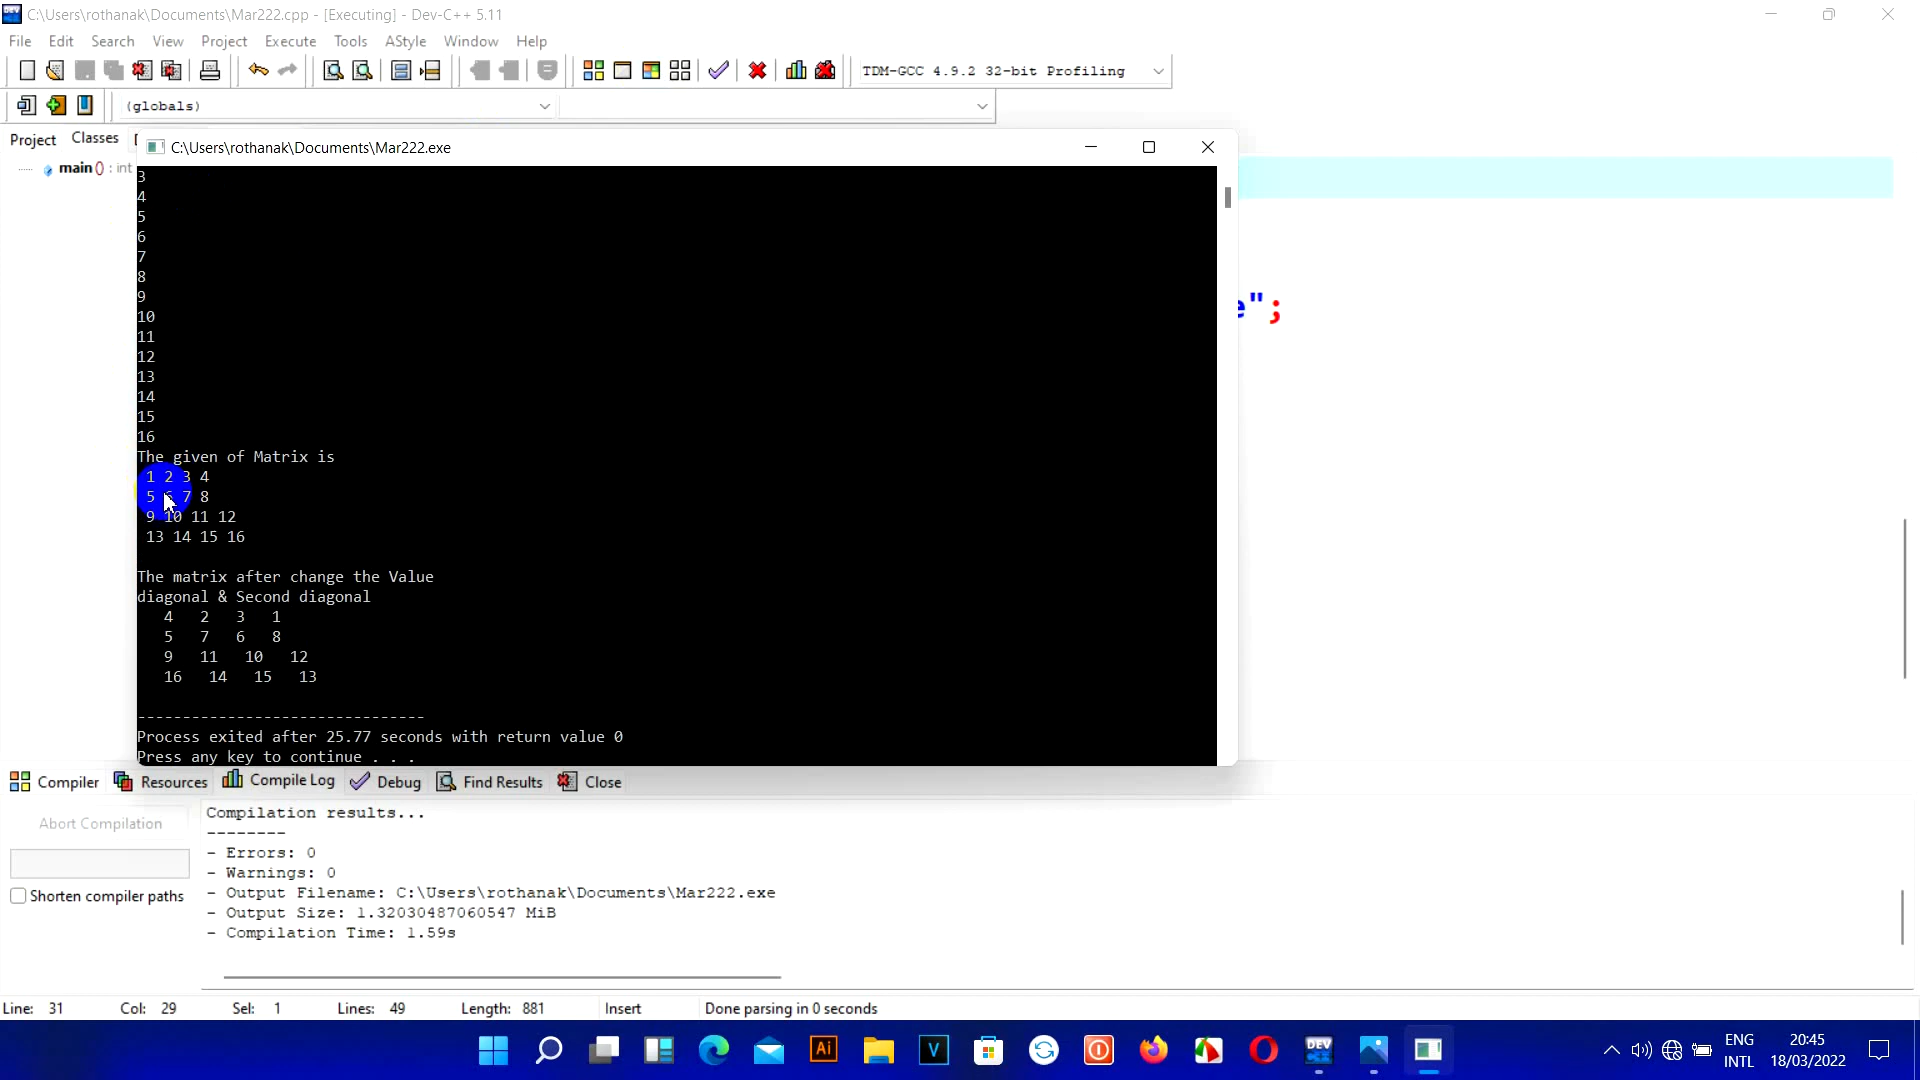 C:\Users\rothanak\Documents\Mar222.cpp - [Executing] - Dev-C++ 5.11
File Edit Search View Project Execute Tools AStyle Window Help
TDM-GCC 4.9.2 32-bit Profiling
(globals)
Project Classes
main() : int
C:\Users\rothanak\Documents\Mar222.exe
3
4
5
6
7
8
9
10
11
12
13
14
15
16
The given of Matrix is
1 2 3 4
5 6 7 8
9 10 11 12
13 14 15 16
The matrix after change the Value
diagonal & Second diagonal
4 2 3 1
5 7 6 8
9 11 10 12
16 14 15 13
--------------------------------
Process exited after 25.77 seconds with return value 0
Press any key to continue . . .
e";
Compiler Resources Compile Log Debug Find Results Close
Abort Compilation
Shorten compiler paths
Compilation results...
--------
- Errors: 0
- Warnings: 0
- Output Filename: C:\Users\rothanak\Documents\Mar222.exe
- Output Size: 1.32030487060547 MiB
- Compilation Time: 1.59s
Line: 31 Col: 29 Sel: 1 Lines: 49 Length: 881 Insert Done parsing in 0 seconds
Ai
V
DEV
ENG
INTL
20:45
18/03/2022